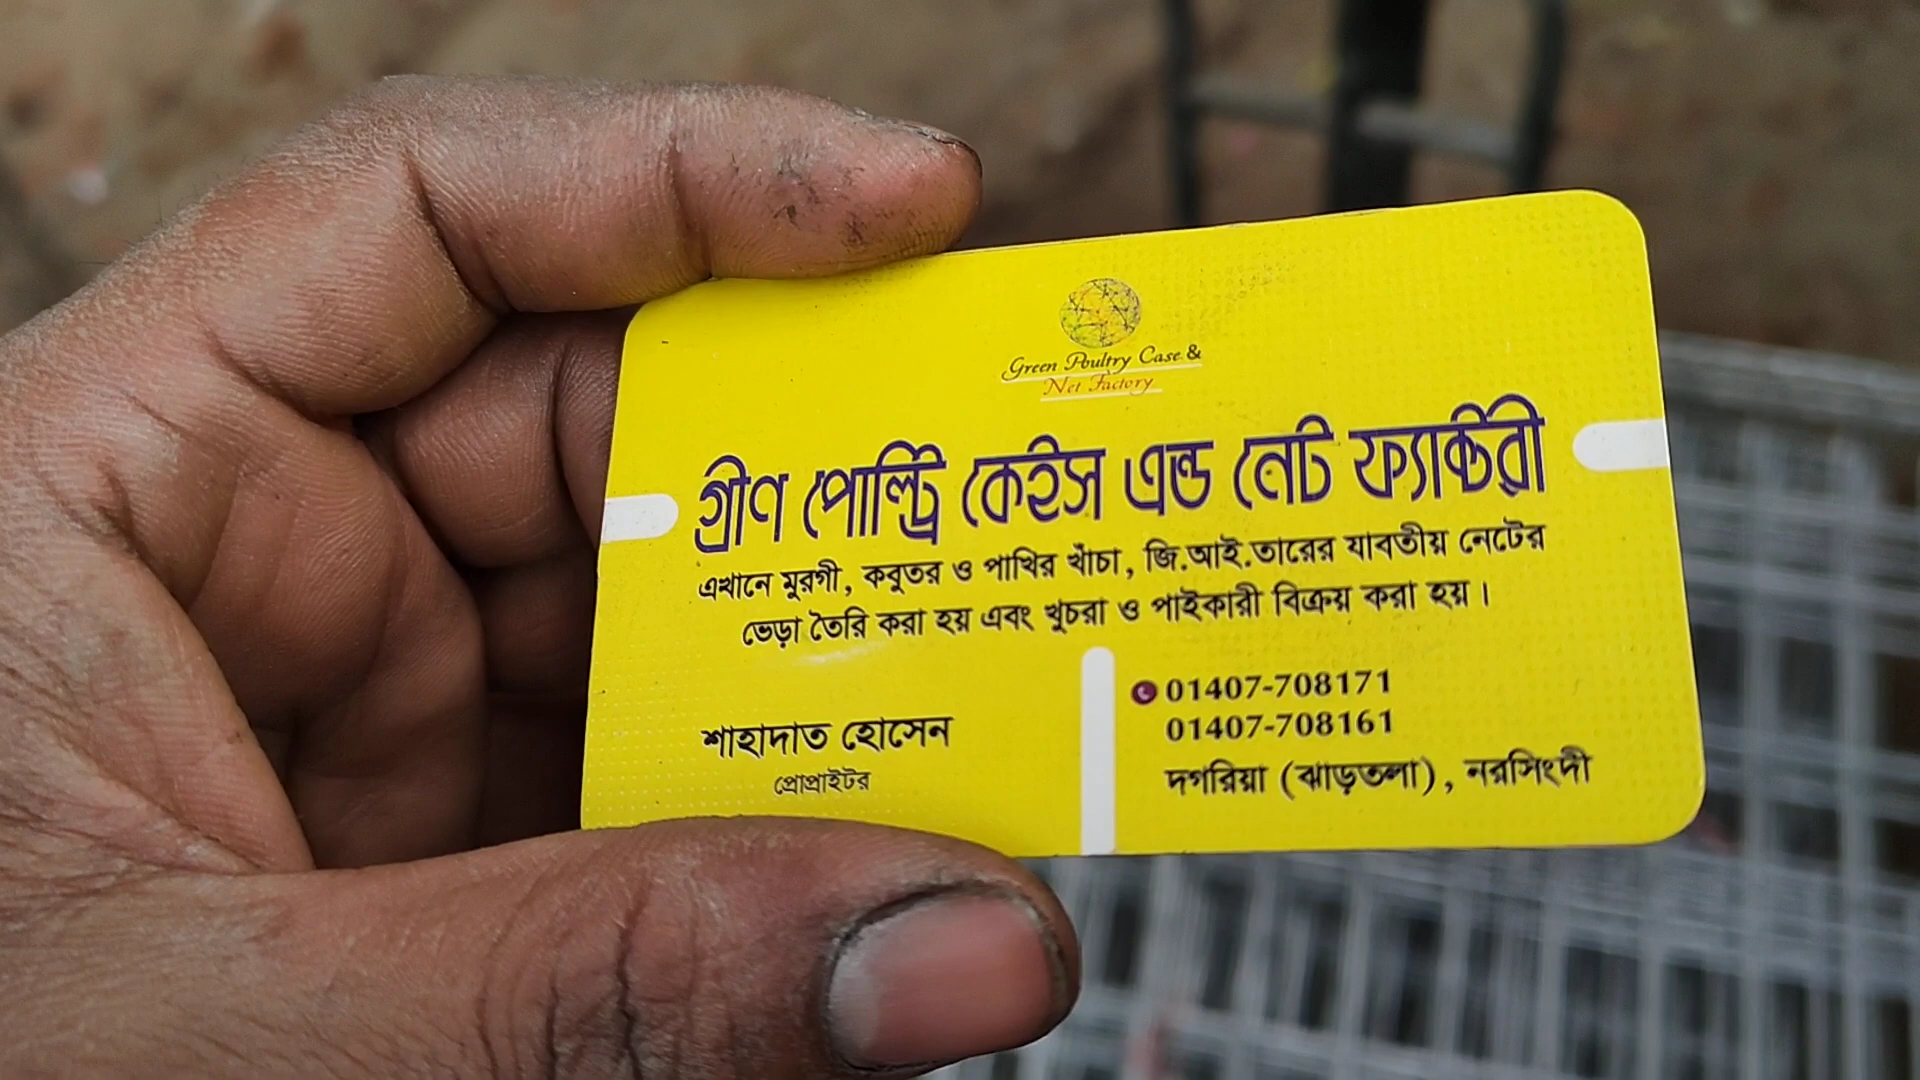 Green Poultry Case &
Net Factory
গ্রীণ পোল্ট্রি কেইস এন্ড নেট ফ্যাক্টরী
এখানে মুরগী, কবুতর ও পাখির খাঁচা, জি.আই.তারের যাবতীয় নেটের
ভেড়া তৈরি করা হয় এবং খুচরা ও পাইকারী বিক্রয় করা হয়।
শাহাদাত হোসেন
প্রোপ্রাইটর
01407-708171
01407-708161
দগরিয়া (ঝাড়তলা), নরসিংদী